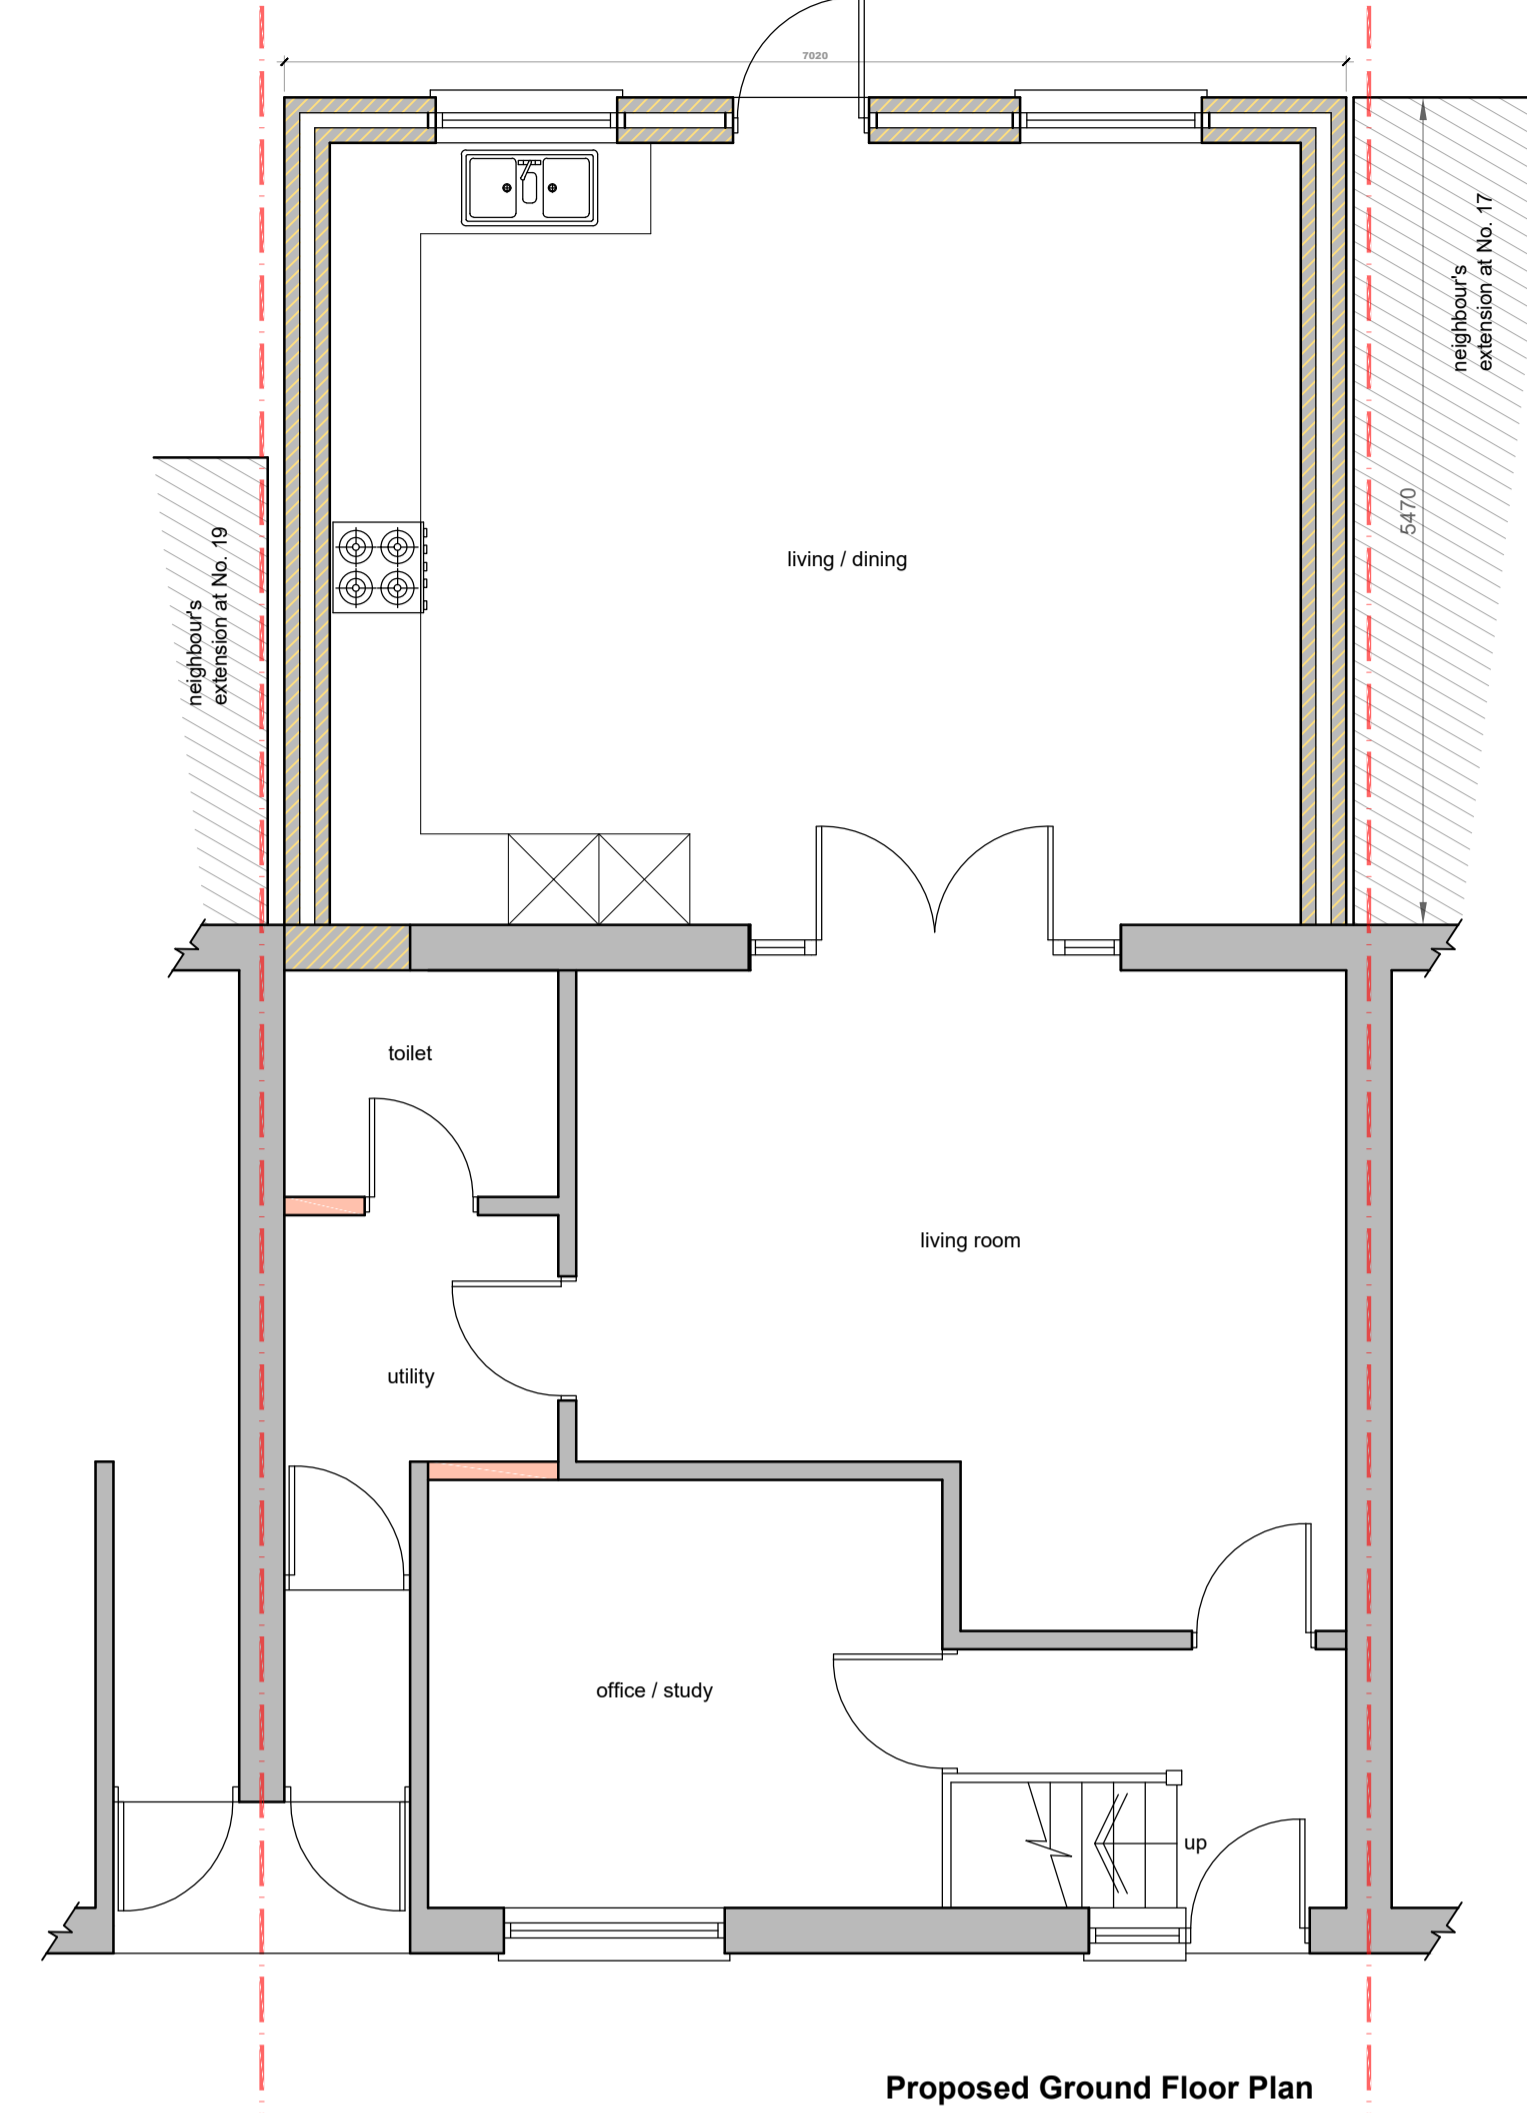 7020
neighbour's
extension at No. 17
5470
neighbour's
extension at No. 19
living / dining
toilet
living room
utility
office / study
up
Proposed Ground Floor Plan